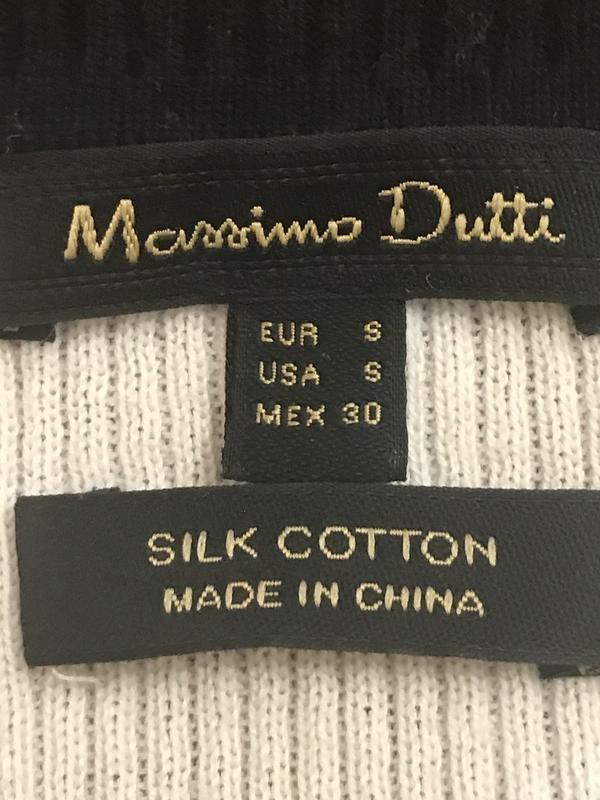 Massimo Dutti
EUR S
USA S
MEX 30
SILK COTTON
MADE IN CHINA